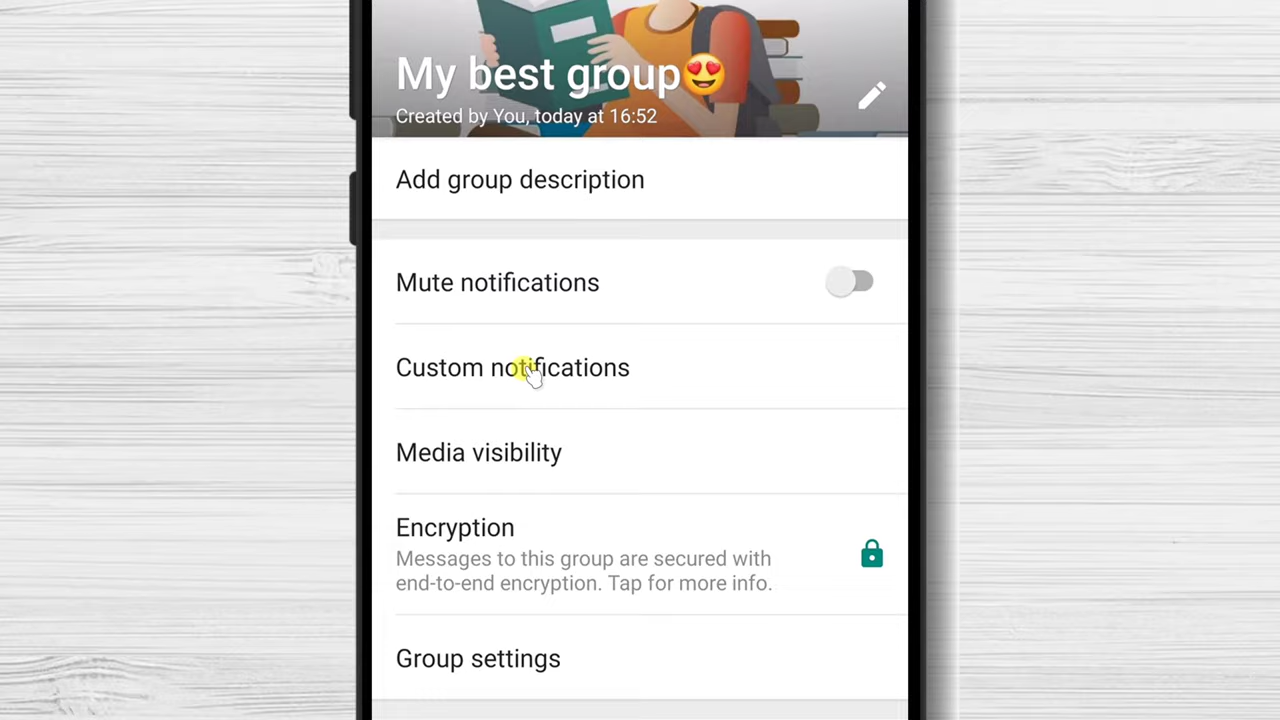 My best group😍
Created by You, today at 16:52
Add group description
Mute notifications
Custom notifications
Media visibility
Encryption
Messages to this group are secured with
end-to-end encryption. Tap for more info.
Group settings